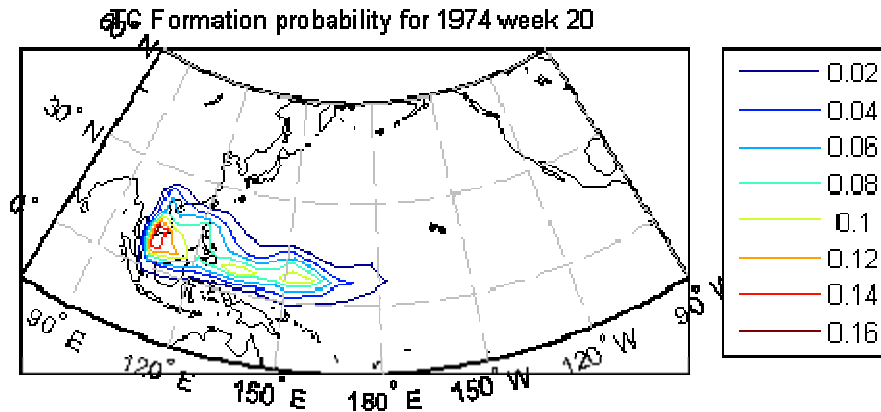 TC Formation probability for 1974 week 20
60° N
30° N
0°
90° E
120° E
150° E
180° E
150° W
120° W
90° W
0.02
0.04
0.06
0.08
0.1
0.12
0.14
0.16